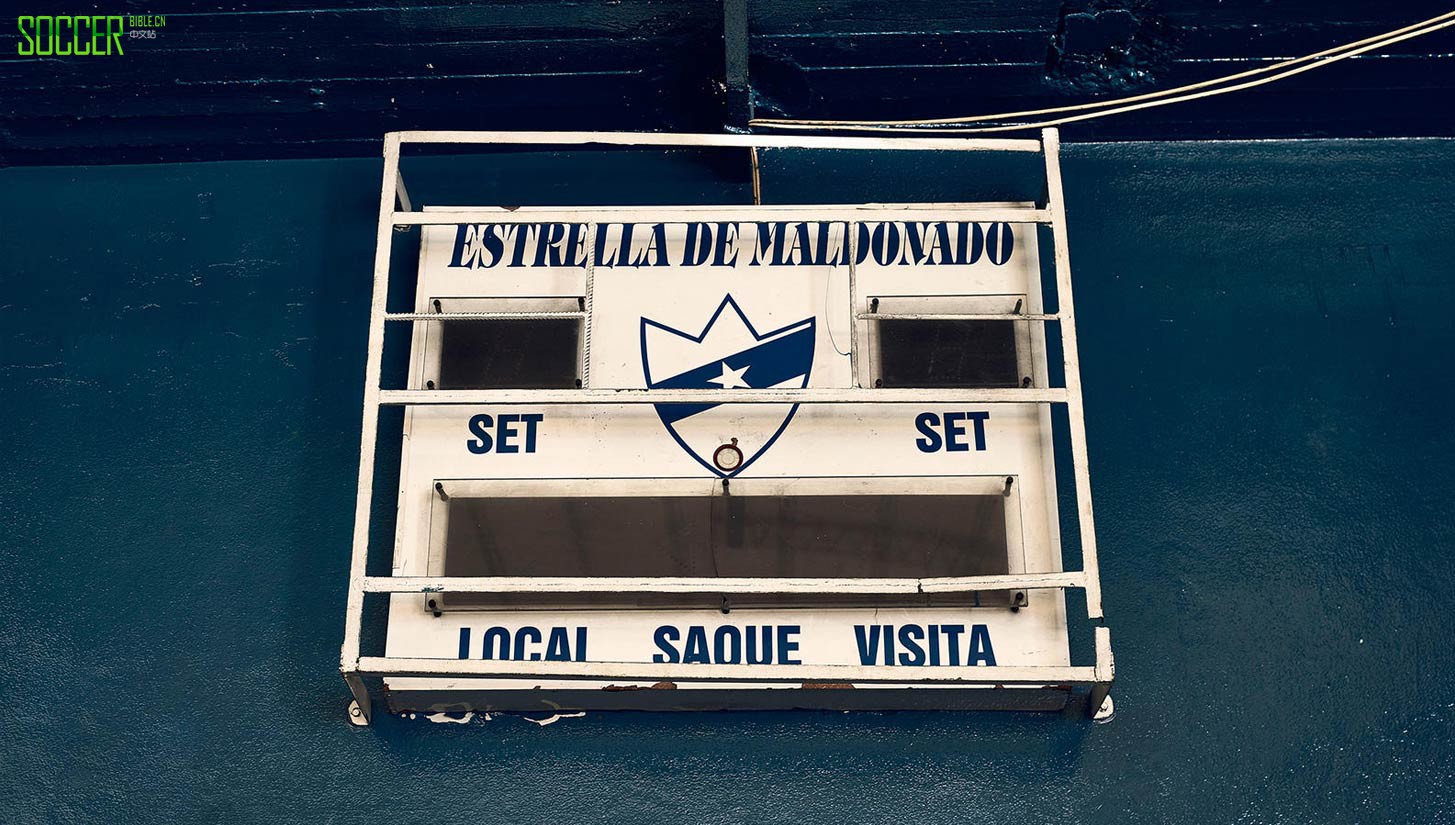 SOCCER
BIBLE.CN
中文站
ESTRELLA DE MALDONADO
SET
SET
LOCAL SAQUE VISITA